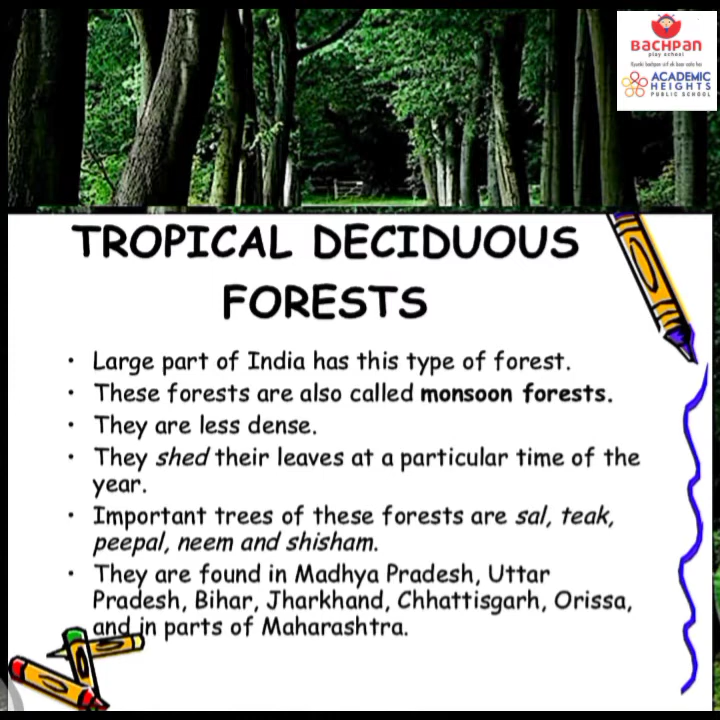 BACHPAN
play school
ACADEMIC
HEIGHTS
PUBLIC SCHOOL
TROPICAL DECIDUOUS
FORESTS
• Large part of India has this type of forest.
• These forests are also called monsoon forests.
• They are less dense.
• They shed their leaves at a particular time of the
year.
• Important trees of these forests are sal, teak,
peepal, neem and shisham.
• They are found in Madhya Pradesh, Uttar
Pradesh, Bihar, Jharkhand, Chhattisgarh, Orissa,
and in parts of Maharashtra.